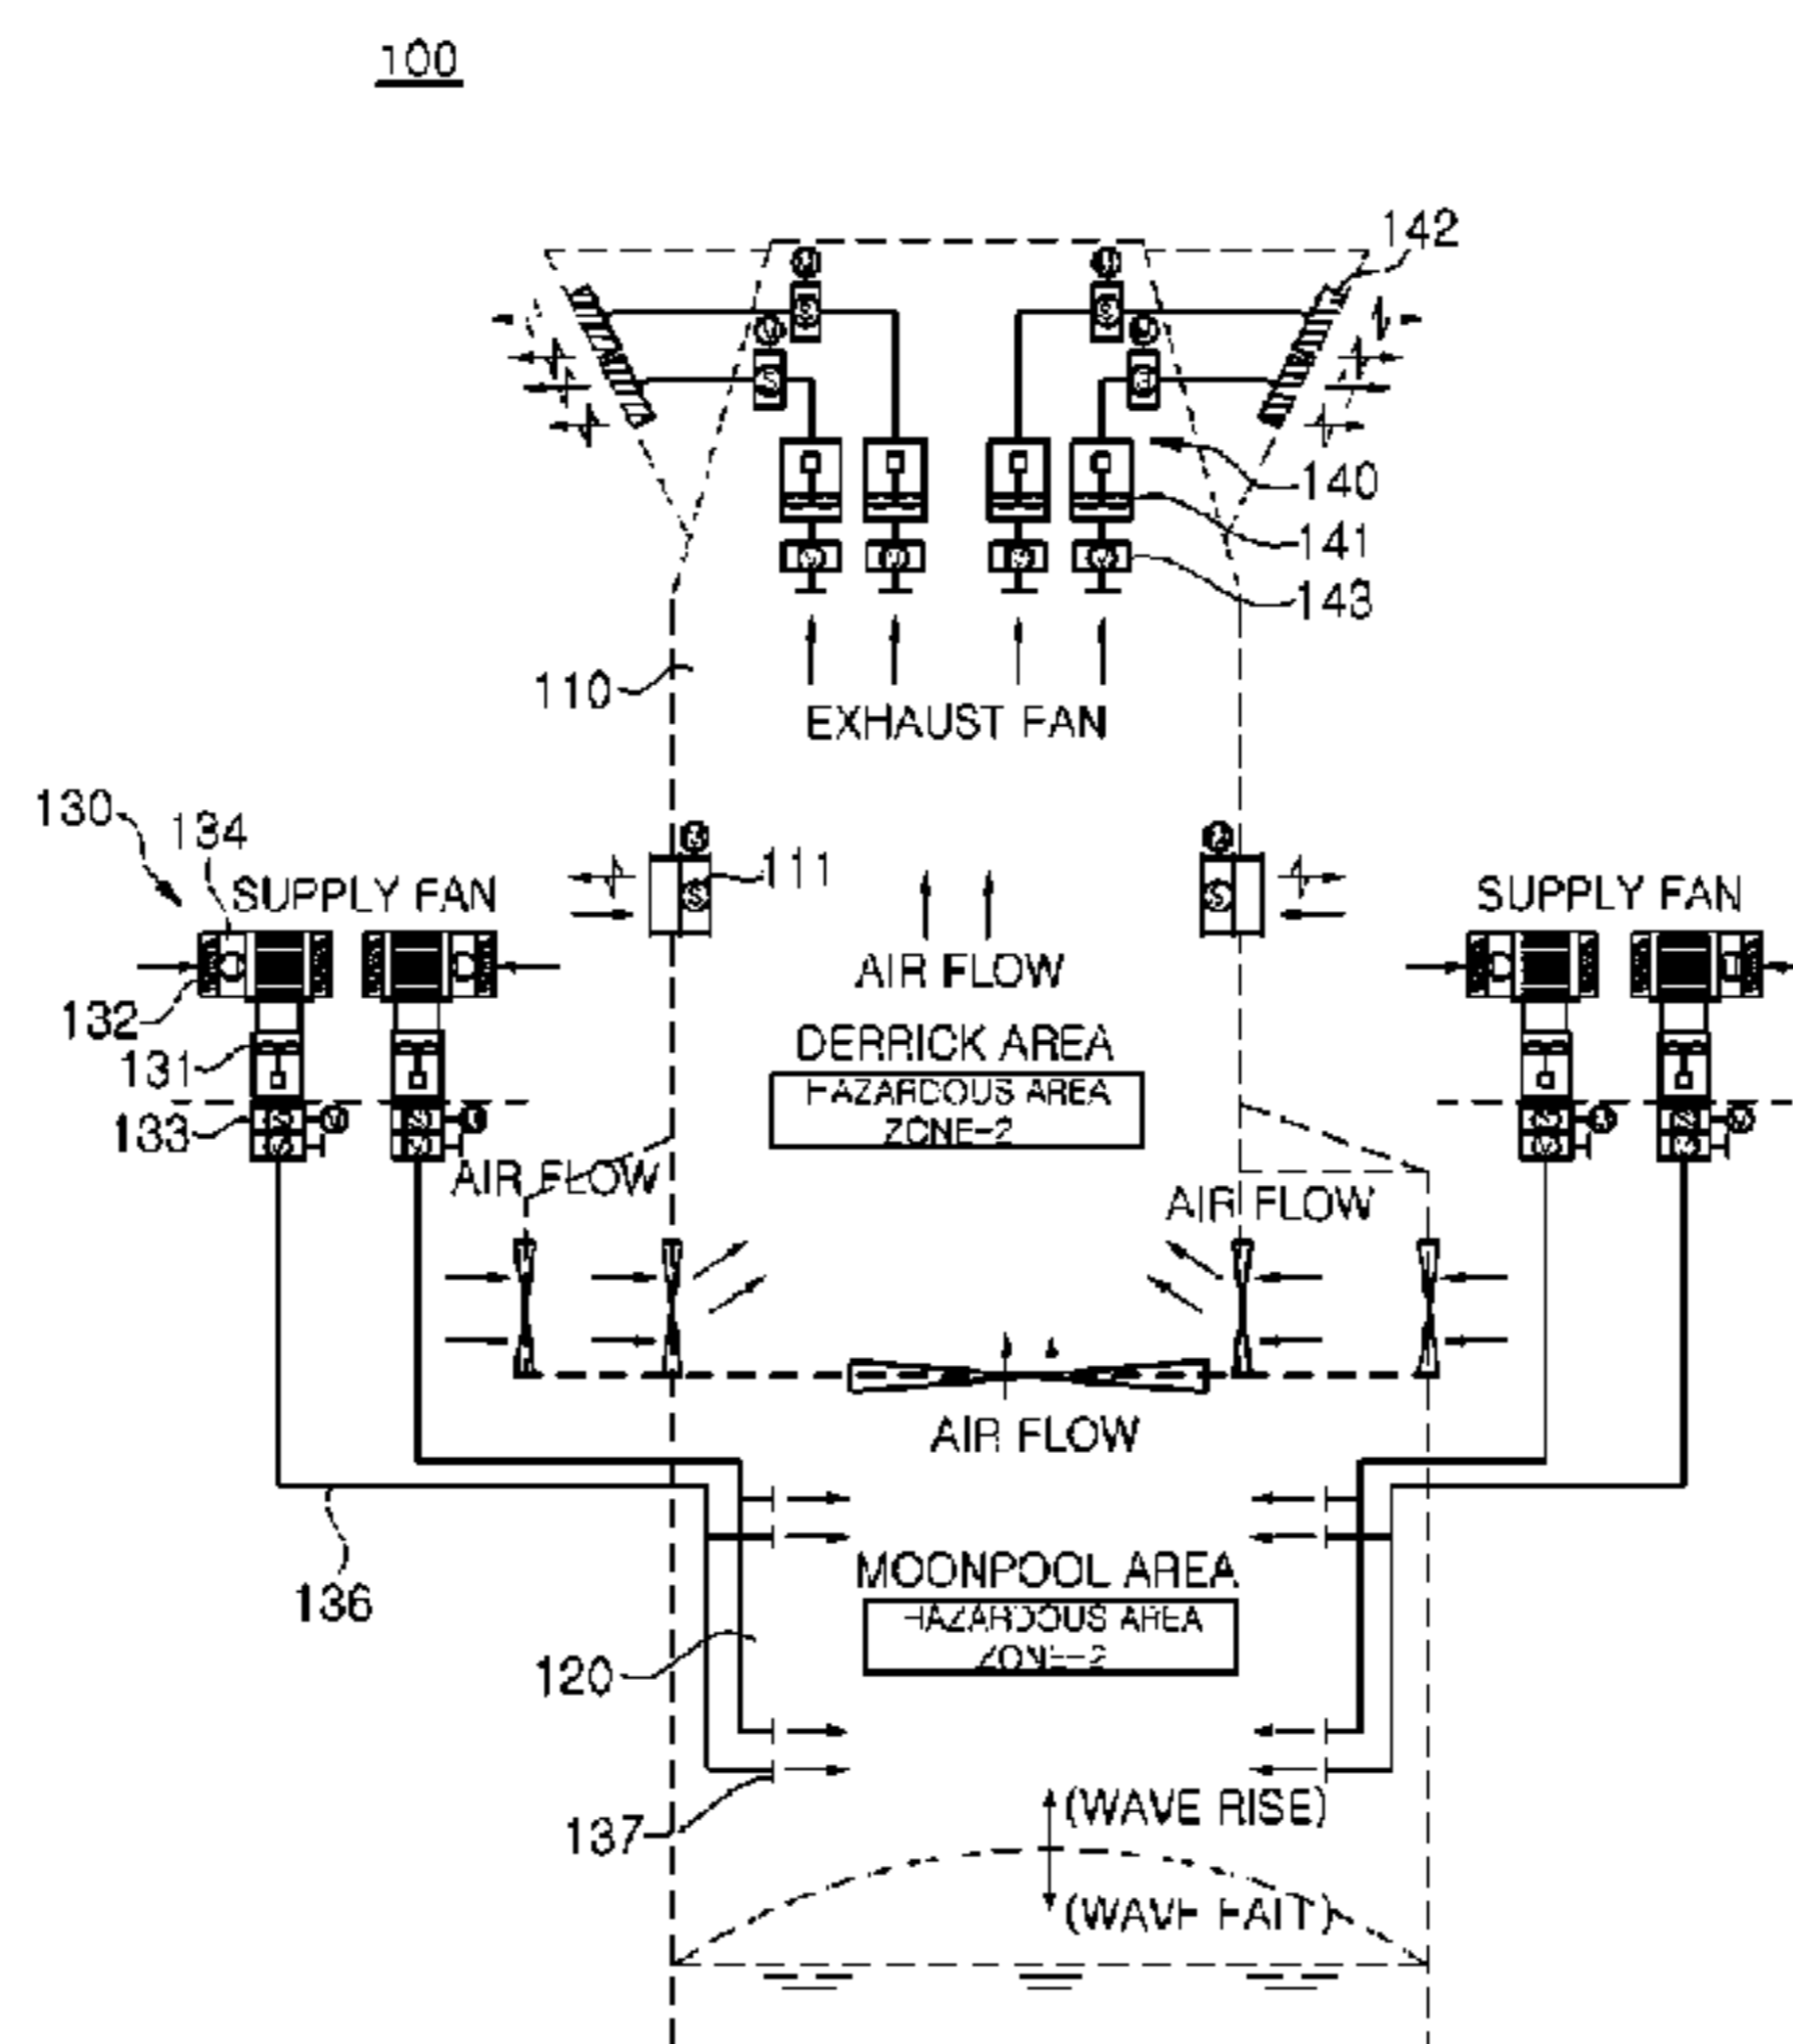 100
142
140
141
143
110
EXHAUST FAN
130
134
111
SUPPLY FAN
SUPPLY FAN
AIR FLOW
132
131
DERRICK AREA
HAZARDOUS AREA
ZONE-2
133
AIR FLOW
AIR FLOW
AIR FLOW
136
MOONPOOL AREA
HAZARDOUS AREA
ZONE-2
120
137
(WAVE RISE)
(WAVE